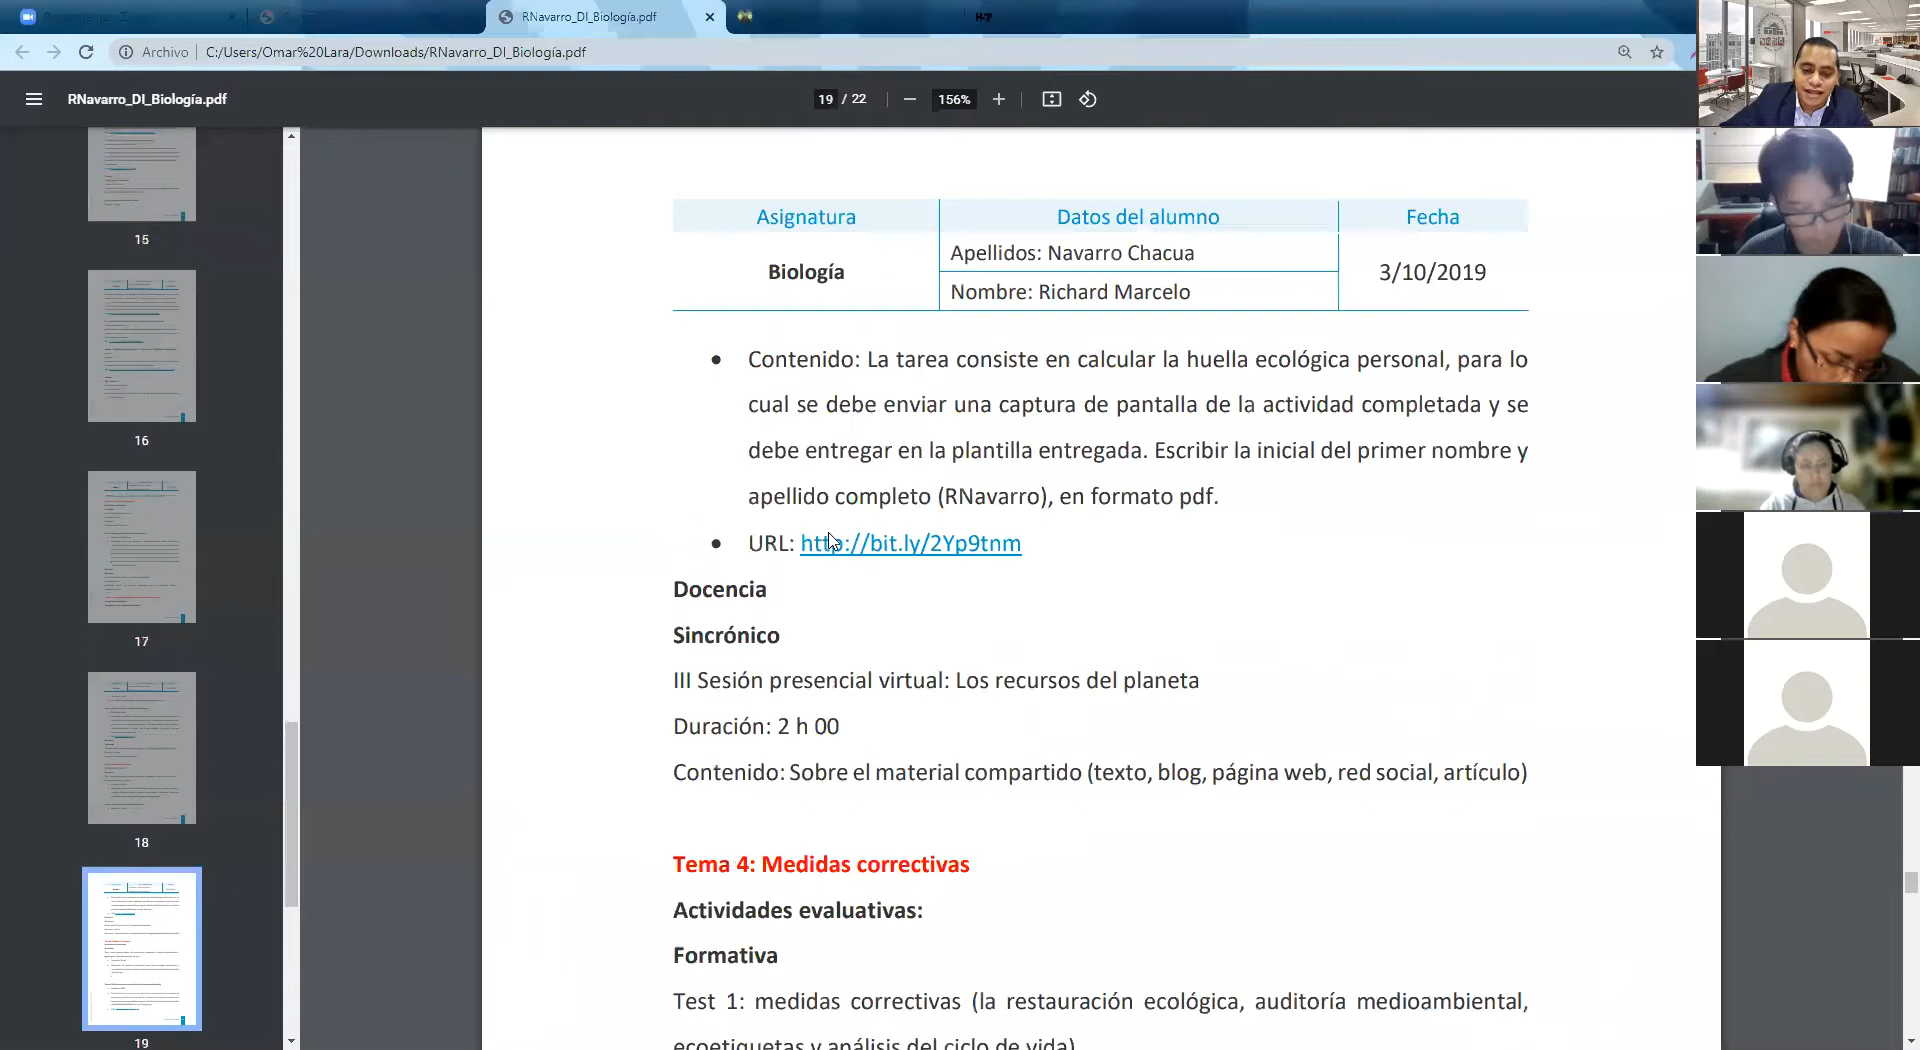 RNavarro_DI_Biología.pdf
Archivo
C:/Users/Omar%20Lara/Downloads/RNavarro_DI_Biología.pdf
RNavarro_DI_Biología.pdf
19 / 22
156%
15
16
17
18
19
Asignatura
Datos del alumno
Fecha
Biología
Apellidos: Navarro Chacua
Nombre: Richard Marcelo
3/10/2019
• Contenido: La tarea consiste en calcular la huella ecológica personal, para lo
cual se debe enviar una captura de pantalla de la actividad completada y se
debe entregar en la plantilla entregada. Escribir la inicial del primer nombre y
apellido completo (RNavarro), en formato pdf.
• URL: http://bit.ly/2Yp9tnm
Docencia
Sincrónico
III Sesión presencial virtual: Los recursos del planeta
Duración: 2 h 00
Contenido: Sobre el material compartido (texto, blog, página web, red social, artículo)
Tema 4: Medidas correctivas
Actividades evaluativas:
Formativa
Test 1: medidas correctivas (la restauración ecológica, auditoría medioambiental,
ecoetiquetas y análisis del ciclo de vida)